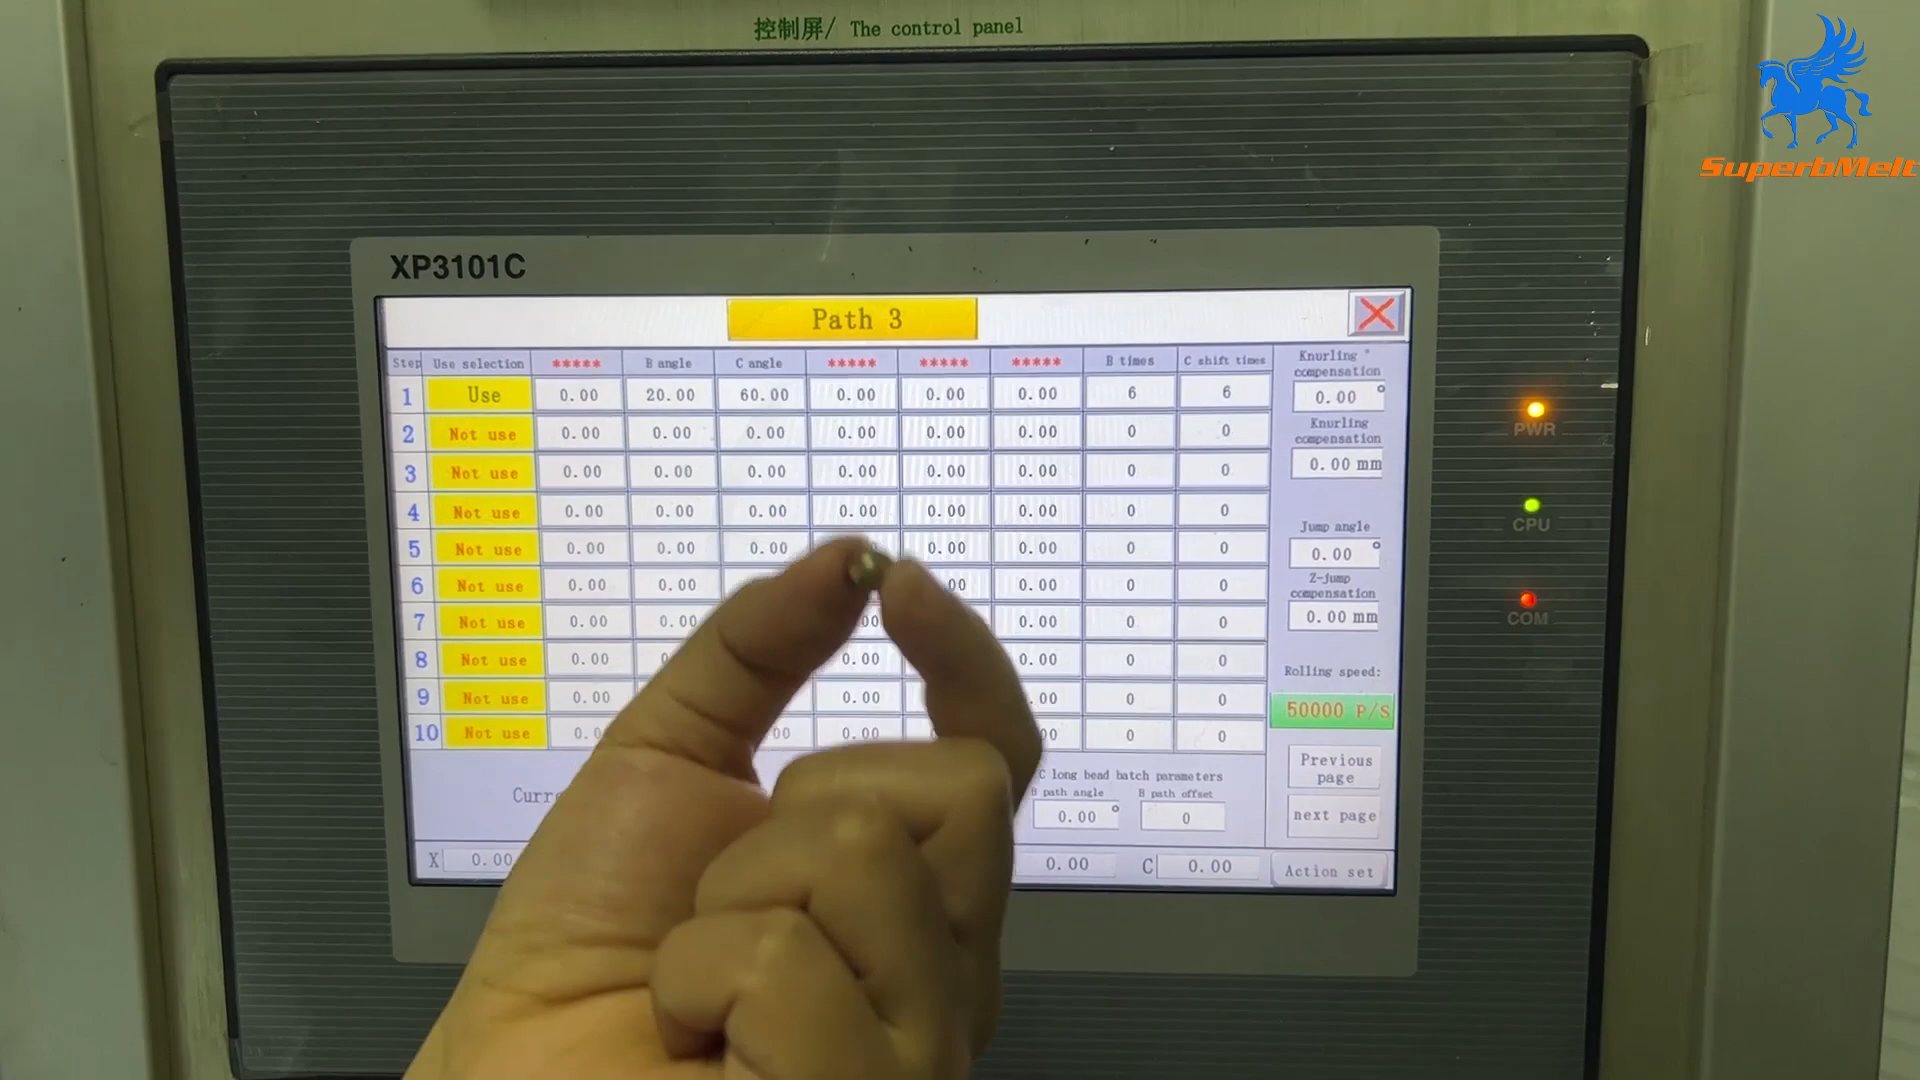 控制屏/ The control panel
SuperbMelt
XP3101C
Path 3
Step Use selection ***** B angle C angle ***** ***** ***** B times C shift times
1 Use 0.00 20.00 60.00 0.00 0.00 0.00 6 6
2 Not use 0.00 0.00 0.00 0.00 0.00 0.00 0 0
3 Not use 0.00 0.00 0.00 0.00 0.00 0.00 0 0
4 Not use 0.00 0.00 0.00 0.00 0.00 0.00 0 0
5 Not use 0.00 0.00 0.00 0.00 0.00 0 0
6 Not use 0.00 0.00 0.00 0 0
7 Not use 0.00 0.00 0.00 0 0
8 Not use 0.00 0.00 0.00 0 0
9 Not use 0.00 0.00 0 0
10 Not use 0.00 0 0
Knurling °
compensation
0.00 °
Knurling
compensation
0.00 mm
Jump angle
0.00 °
Z-jump
compensation
0.00 mm
Rolling speed:
50000 P/S
Previous
page
next page
Action set
C long bead batch parameters
B path angle B path offset
0.00 ° 0
X 0.00 0.00 C 0.00
PWR
CPU
COM